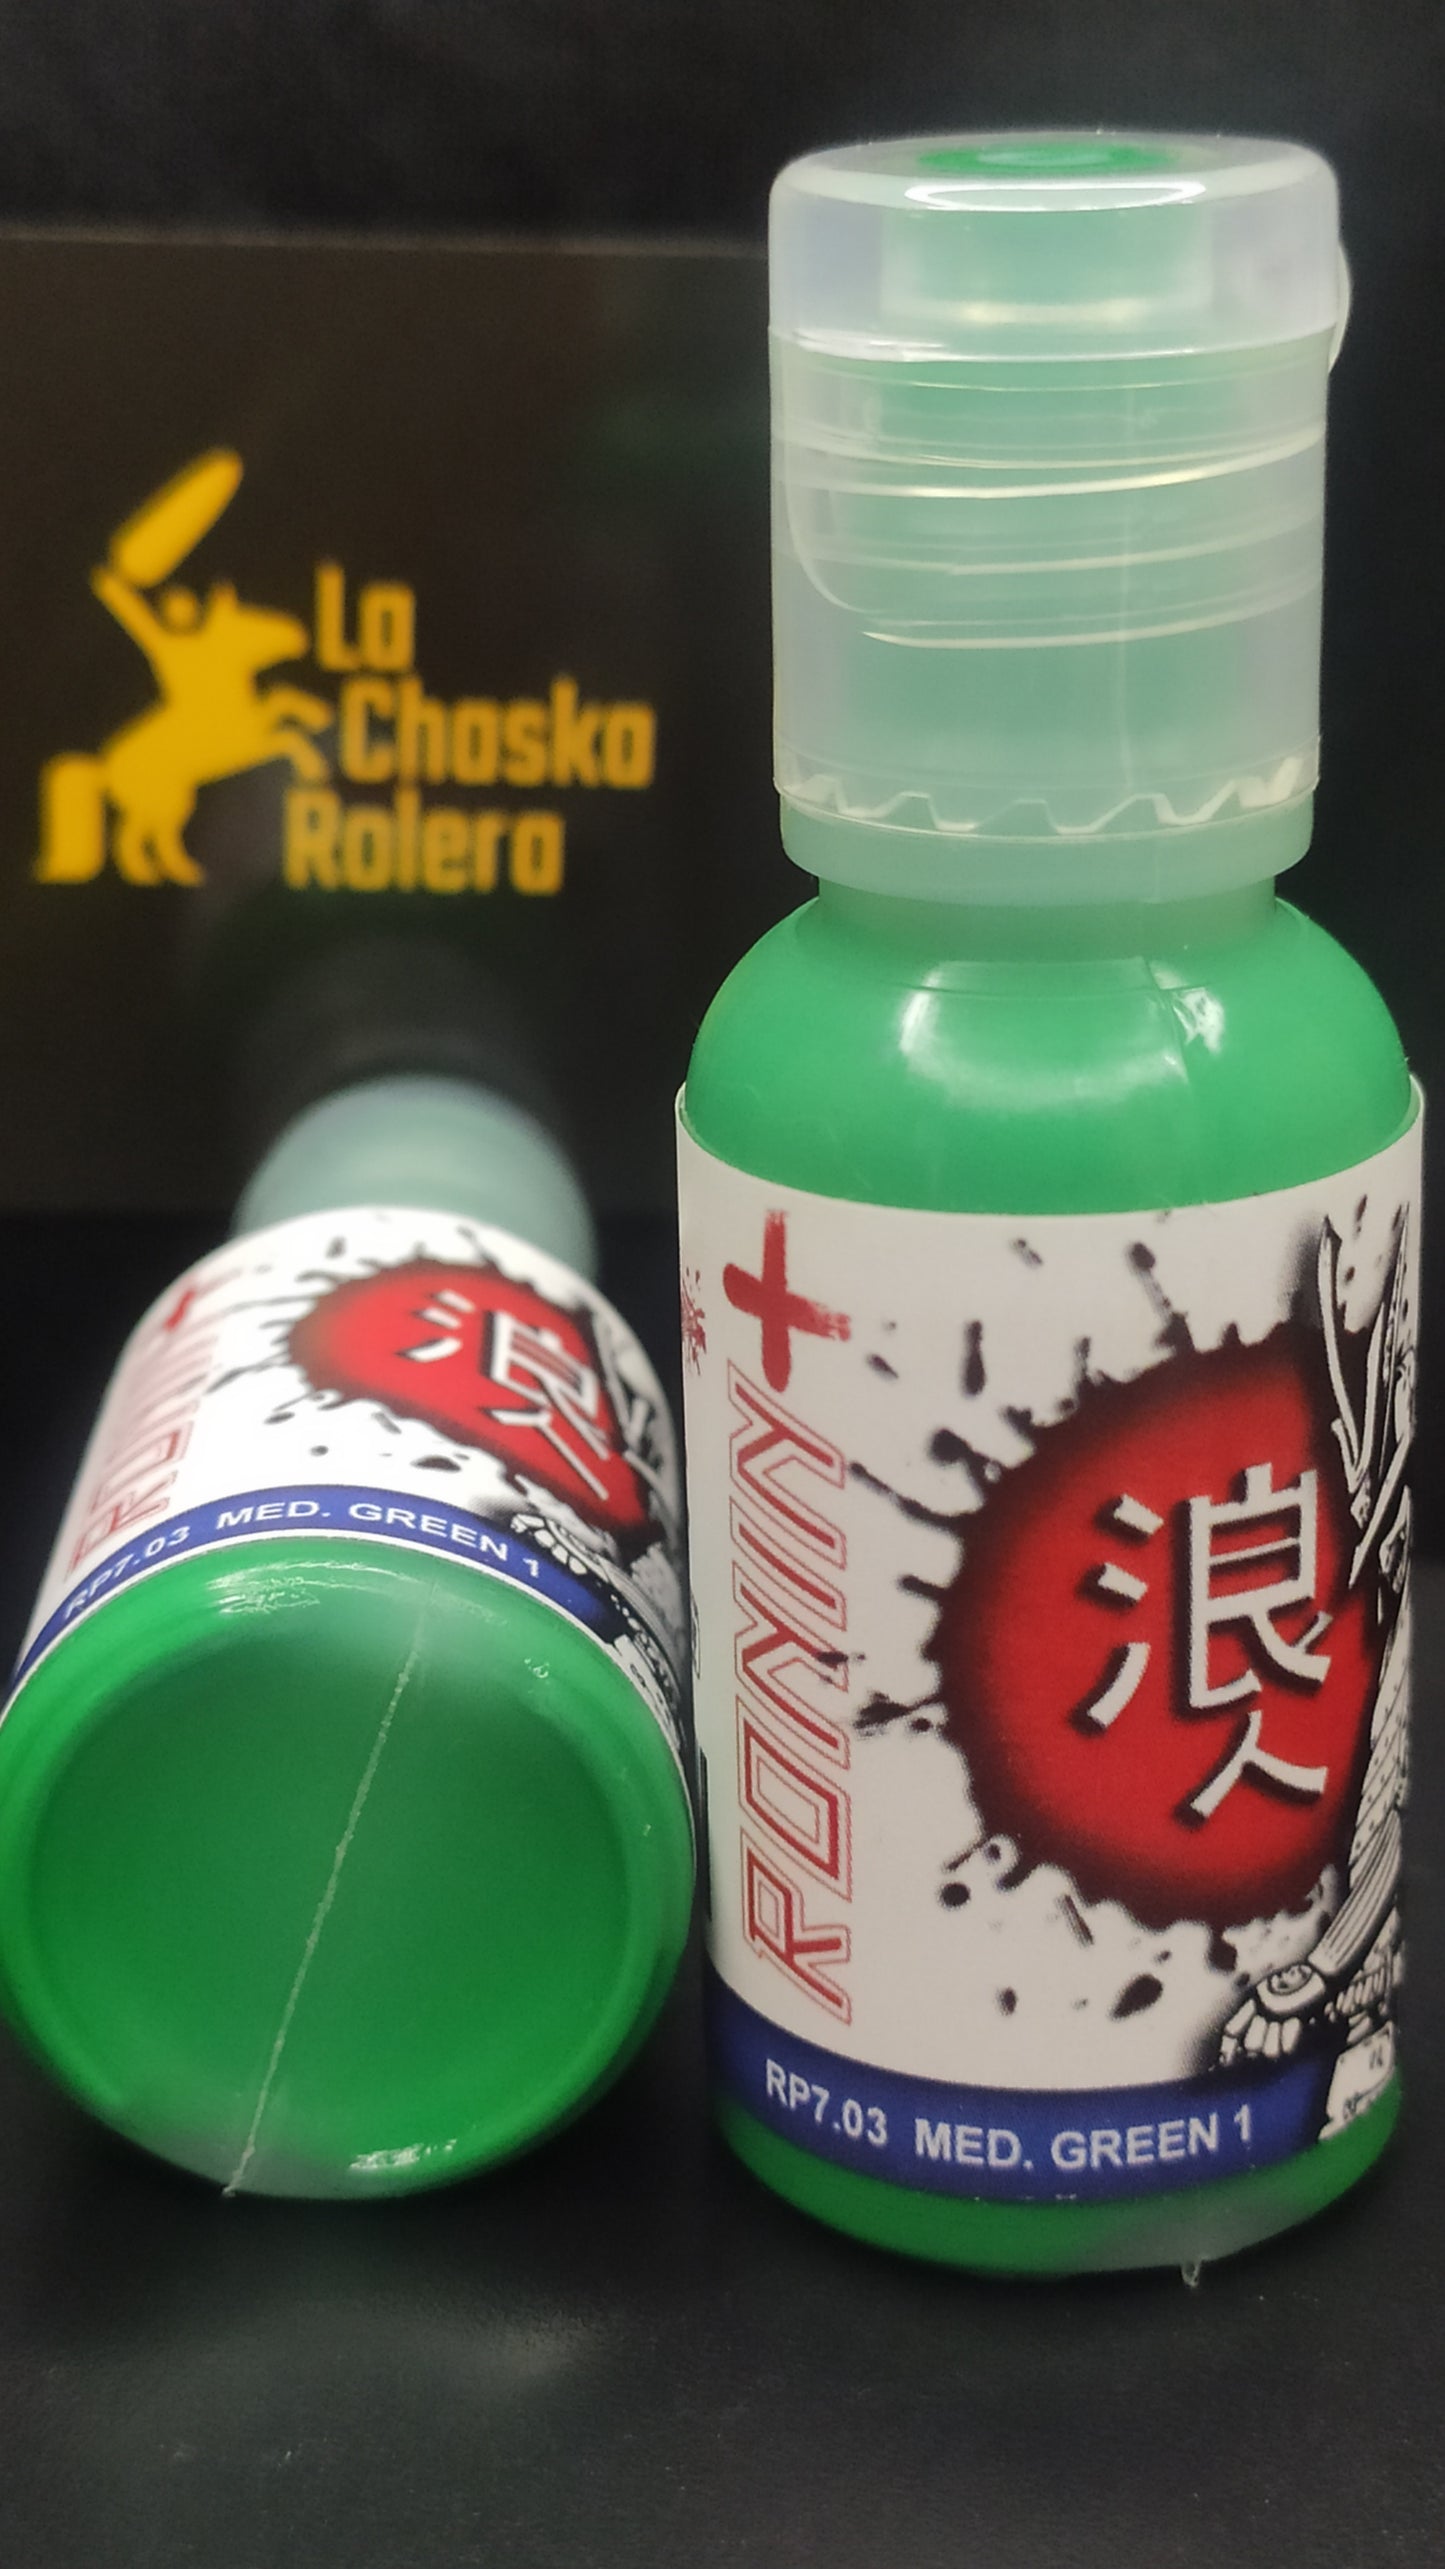 La
Chaska
Rolera
浪人
RP7.03 MED. GREEN 1
RONIN+
浪人
RP7.03 MED. GREEN 1